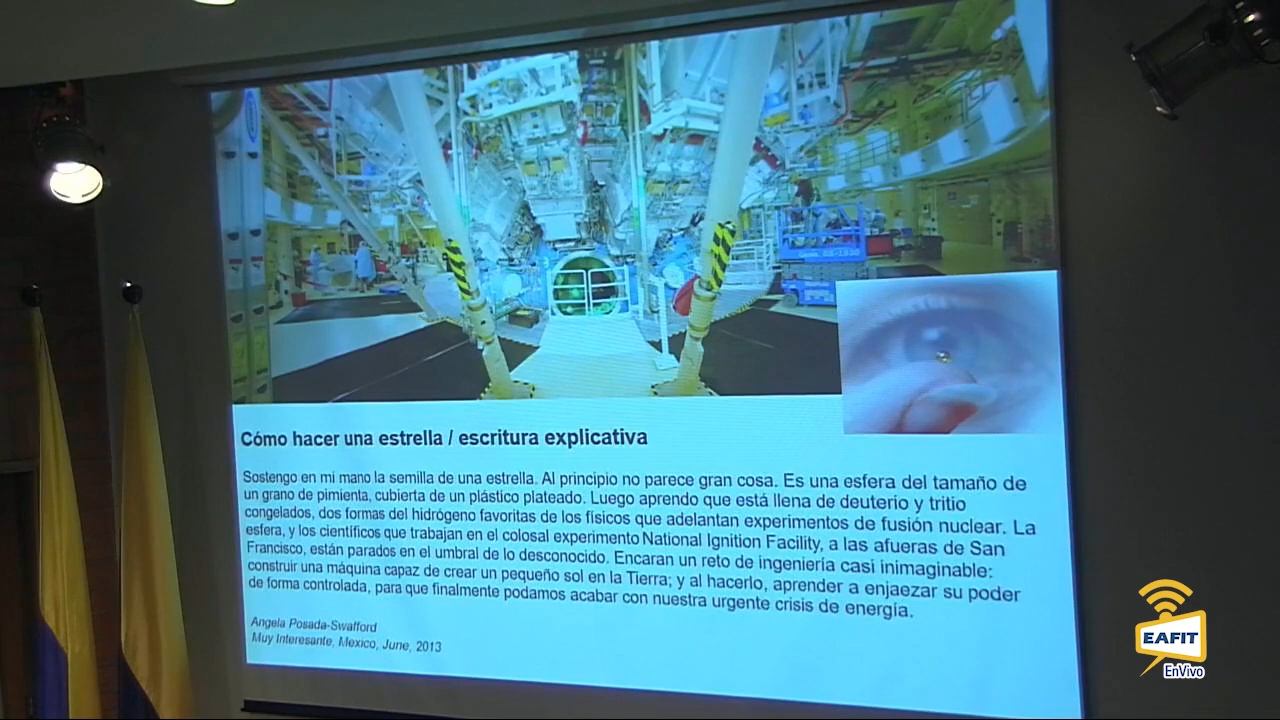 Cómo hacer una estrella / escritura explicativa
Sostengo en mi mano la semilla de una estrella. Al principio no parece gran cosa. Es una esfera del tamaño de
un grano de pimienta, cubierta de un plástico plateado. Luego aprendo que está llena de deuterio y tritio
congelados, dos formas del hidrógeno favoritas de los físicos que adelantan experimentos de fusión nuclear. La
esfera, y los científicos que trabajan en el colosal experimento National Ignition Facility, a las afueras de San
Francisco, están parados en el umbral de lo desconocido. Encaran un reto de ingeniería casi inimaginable:
construir una máquina capaz de crear un pequeño sol en la Tierra; y al hacerlo, aprender a enjaezar su poder
de forma controlada, para que finalmente podamos acabar con nuestra urgente crisis de energía.
Angela Posada-Swafford
Muy Interesante, Mexico, June, 2013
EAFIT
EnVivo